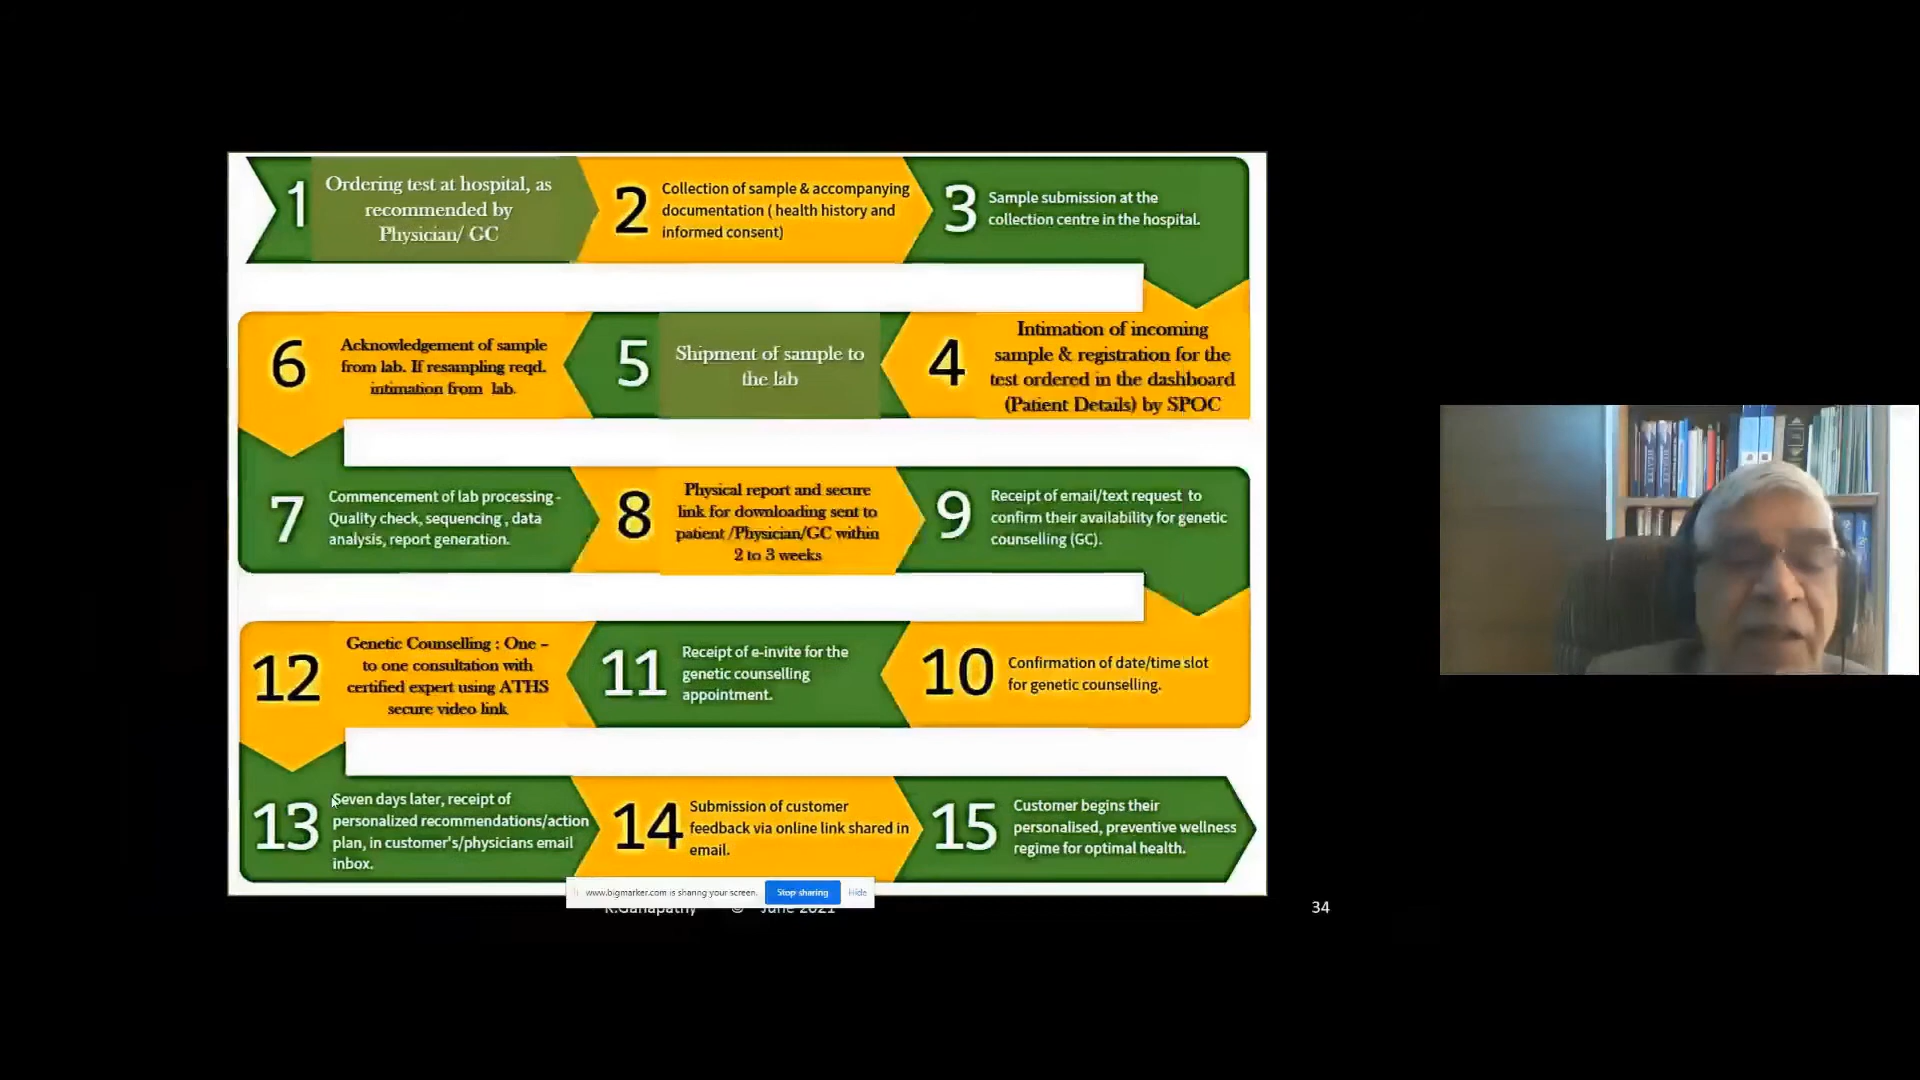 1
Ordering test at hospital, as
recommended by
Physician/ GC
2
Collection of sample & accompanying
documentation ( health history and
informed consent)
3
Sample submission at the
collection centre in the hospital.
4
Intimation of incoming
sample & registration for the
test ordered in the dashboard
(Patient Details) by SPOC
5
Shipment of sample to
the lab
6
Acknowledgement of sample
from lab. If resampling reqd.
intimation from lab.
7
Commencement of lab processing -
Quality check, sequencing , data
analysis, report generation.
8
Physical report and secure
link for downloading sent to
patient /Physician/GC within
2 to 3 weeks
9
Receipt of email/text request to
confirm their availability for genetic
counselling (GC).
10
Confirmation of date/time slot
for genetic counselling.
11
Receipt of e-invite for the
genetic counselling
appointment.
12
Genetic Counselling : One –
to one consultation with
certified expert using ATHS
secure video link
13
Seven days later, receipt of
personalized recommendations/action
plan, in customer's/physicians email
inbox.
14
Submission of customer
feedback via online link shared in
email.
15
Customer begins their
personalised, preventive wellness
regime for optimal health.
www.bigmarker.com is sharing your screen. Stop sharing Hide
K.Ganapathy © June 2021 34